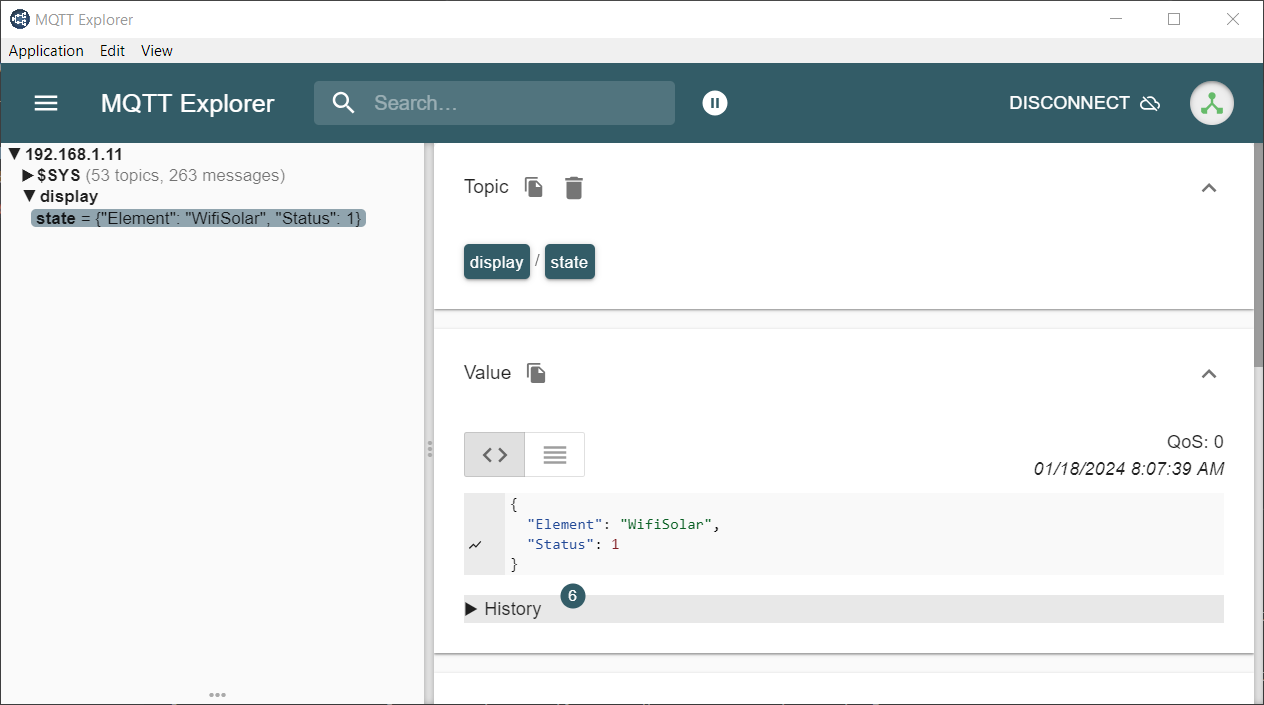 MQTT Explorer
Application Edit View
MQTT Explorer Search... DISCONNECT
192.168.1.11
$SYS (53 topics, 263 messages)
display
state = {"Element": "WifiSolar", "Status": 1}
Topic
display / state
Value
QoS: 0
01/18/2024 8:07:39 AM
{
"Element": "WifiSolar",
"Status": 1
}
History 6